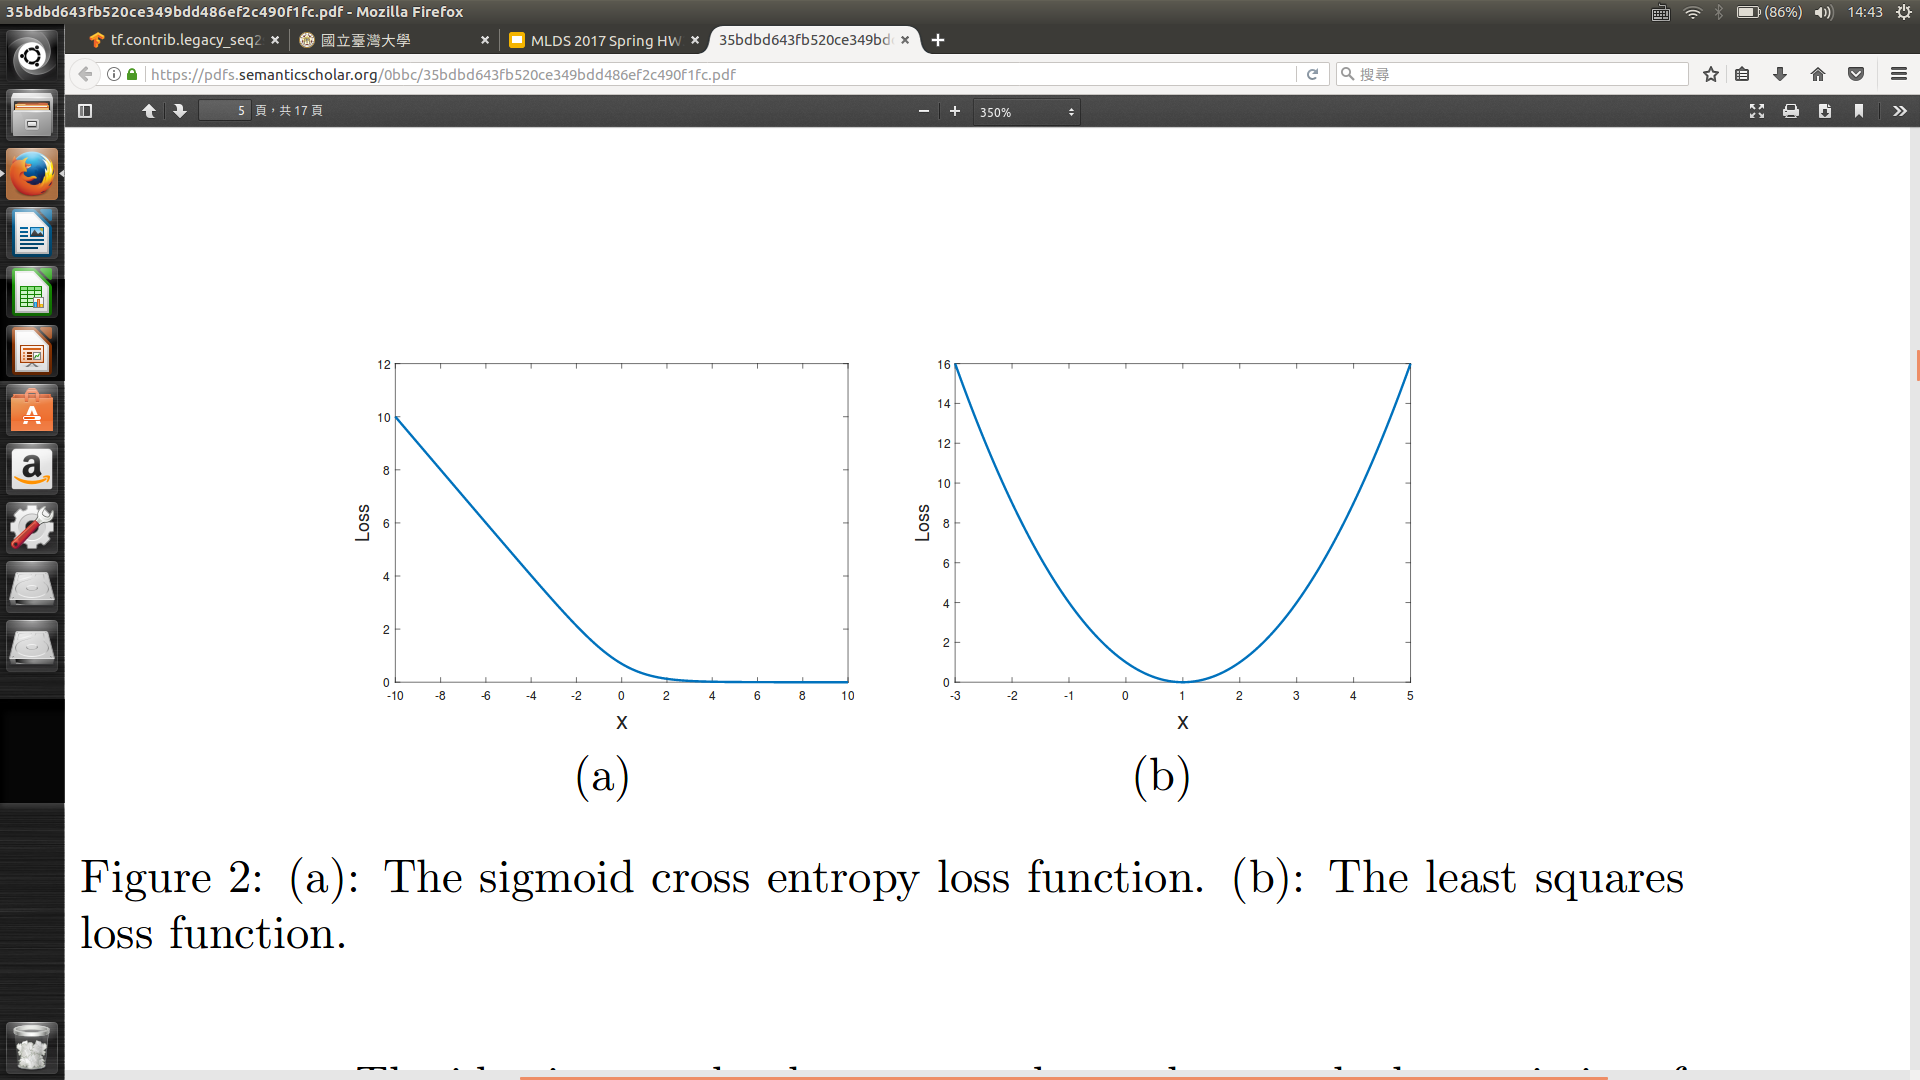 35bdbd643fb520ce349bdd486ef2c490f1fc.pdf - Mozilla Firefox
(86%) 14:43
tf.contrib.legacy_seq2
國立臺灣大學
MLDS 2017 Spring HW
35bdbd643fb520ce349bd
https://pdfs.semanticscholar.org/0bbc/35bdbd643fb520ce349bdd486ef2c490f1fc.pdf
搜尋
5 頁，共 17 頁
350%
12
10
8
6
4
2
0
Loss
-10 -8 -6 -4 -2 0 2 4 6 8 10
x
(a)
16
14
12
10
8
6
4
2
0
Loss
-3 -2 -1 0 1 2 3 4 5
x
(b)
Figure 2: (a): The sigmoid cross entropy loss function. (b): The least squares
loss function.